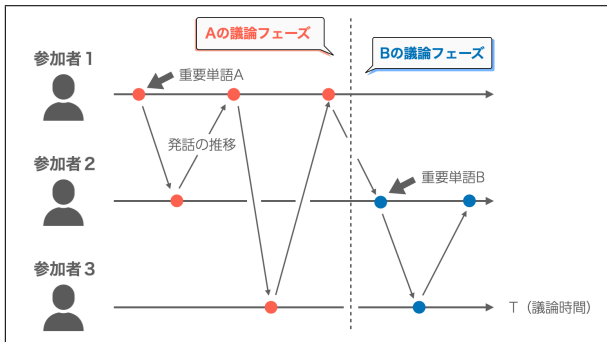 Aの議論フェーズ
Bの議論フェーズ
参加者1
重要単語A
発話の推移
参加者2
重要単語B
参加者3
T（議論時間）